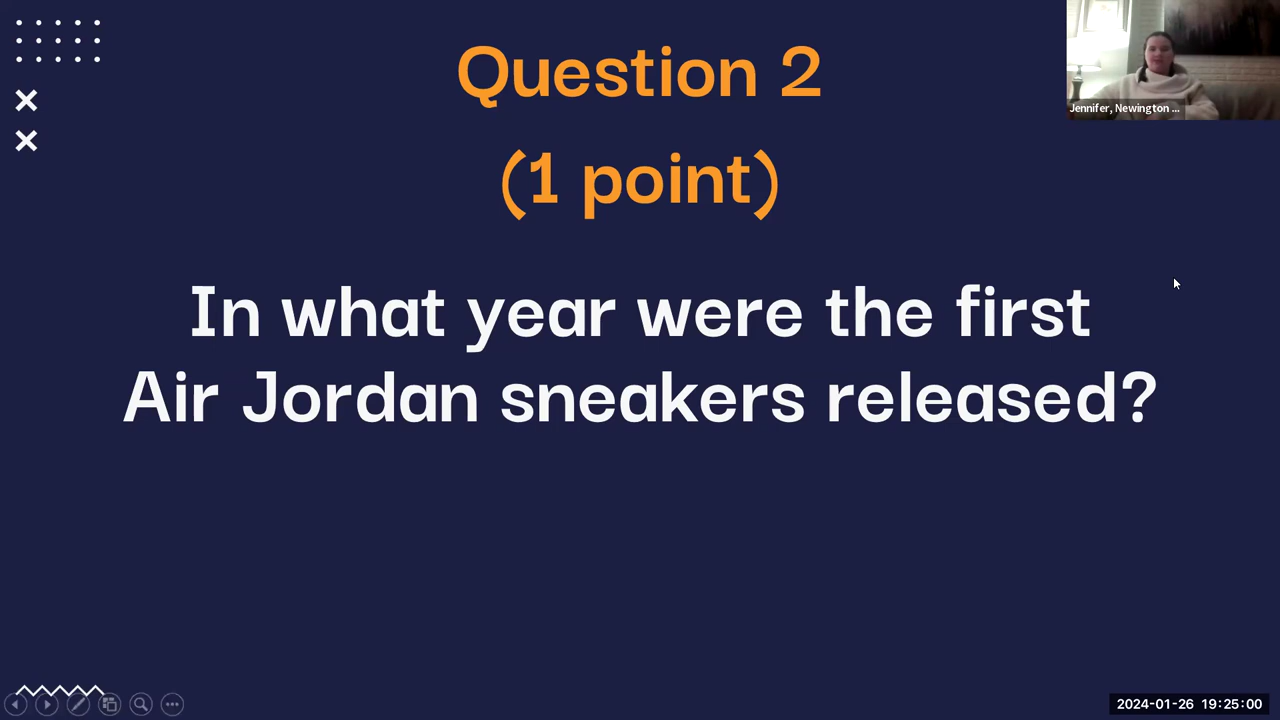 Question 2
(1 point)
Jennifer, Newington ...
In what year were the first
Air Jordan sneakers released?
2024-01-26 19:25:00